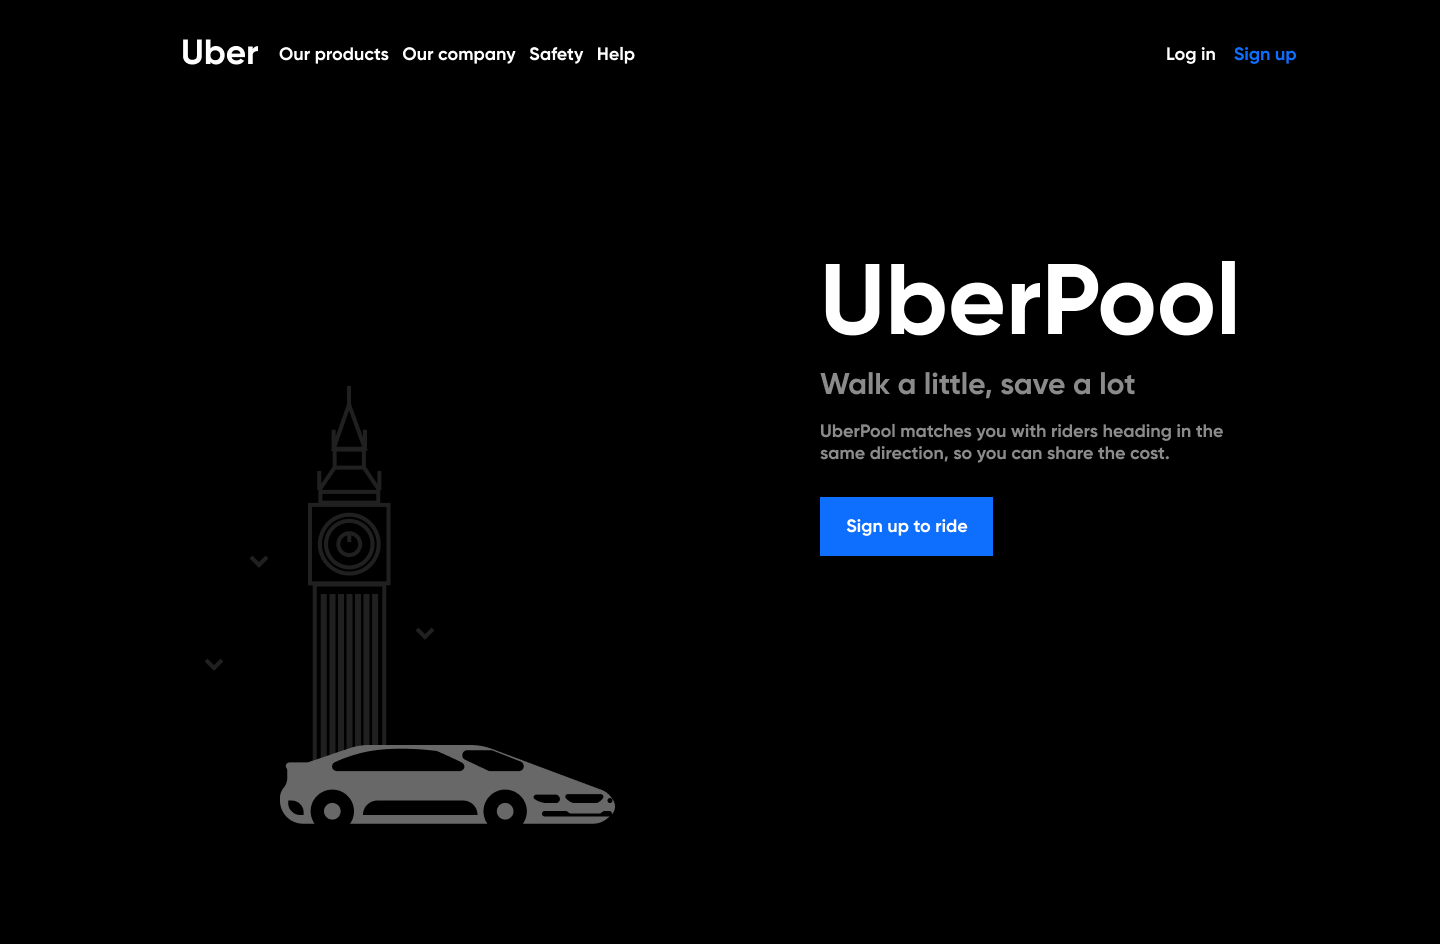 Uber Our products Our company Safety Help Log in Sign up
UberPool
Walk a little, save a lot
UberPool matches you with riders heading in the
same direction, so you can share the cost.
Sign up to ride